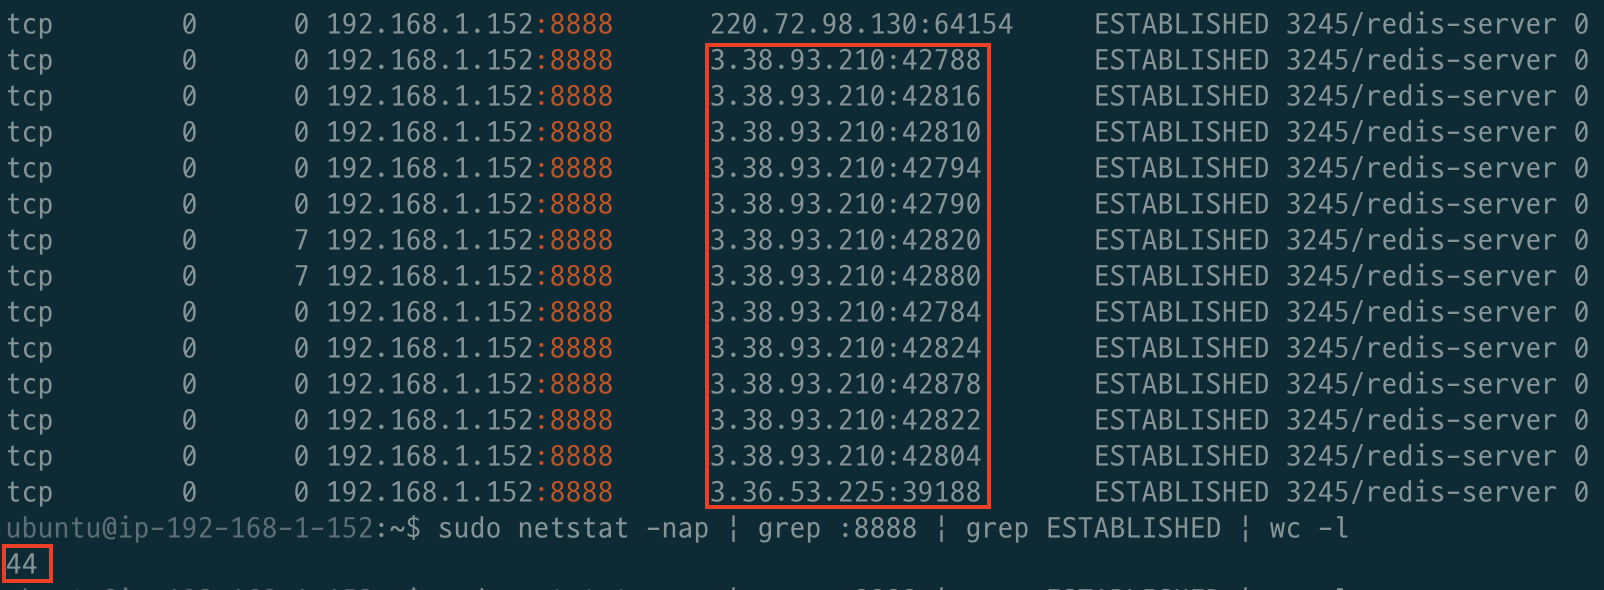 tcp 0 0 192.168.1.152:8888 220.72.98.130:64154 ESTABLISHED 3245/redis-server 0
tcp 0 0 192.168.1.152:8888 3.38.93.210:42788 ESTABLISHED 3245/redis-server 0
tcp 0 0 192.168.1.152:8888 3.38.93.210:42816 ESTABLISHED 3245/redis-server 0
tcp 0 0 192.168.1.152:8888 3.38.93.210:42810 ESTABLISHED 3245/redis-server 0
tcp 0 0 192.168.1.152:8888 3.38.93.210:42794 ESTABLISHED 3245/redis-server 0
tcp 0 0 192.168.1.152:8888 3.38.93.210:42790 ESTABLISHED 3245/redis-server 0
tcp 0 7 192.168.1.152:8888 3.38.93.210:42820 ESTABLISHED 3245/redis-server 0
tcp 0 7 192.168.1.152:8888 3.38.93.210:42880 ESTABLISHED 3245/redis-server 0
tcp 0 0 192.168.1.152:8888 3.38.93.210:42784 ESTABLISHED 3245/redis-server 0
tcp 0 0 192.168.1.152:8888 3.38.93.210:42824 ESTABLISHED 3245/redis-server 0
tcp 0 0 192.168.1.152:8888 3.38.93.210:42878 ESTABLISHED 3245/redis-server 0
tcp 0 0 192.168.1.152:8888 3.38.93.210:42822 ESTABLISHED 3245/redis-server 0
tcp 0 0 192.168.1.152:8888 3.38.93.210:42804 ESTABLISHED 3245/redis-server 0
tcp 0 0 192.168.1.152:8888 3.36.53.225:39188 ESTABLISHED 3245/redis-server 0
ubuntu@ip-192-168-1-152:~$ sudo netstat -nap | grep :8888 | grep ESTABLISHED | wc -l
44